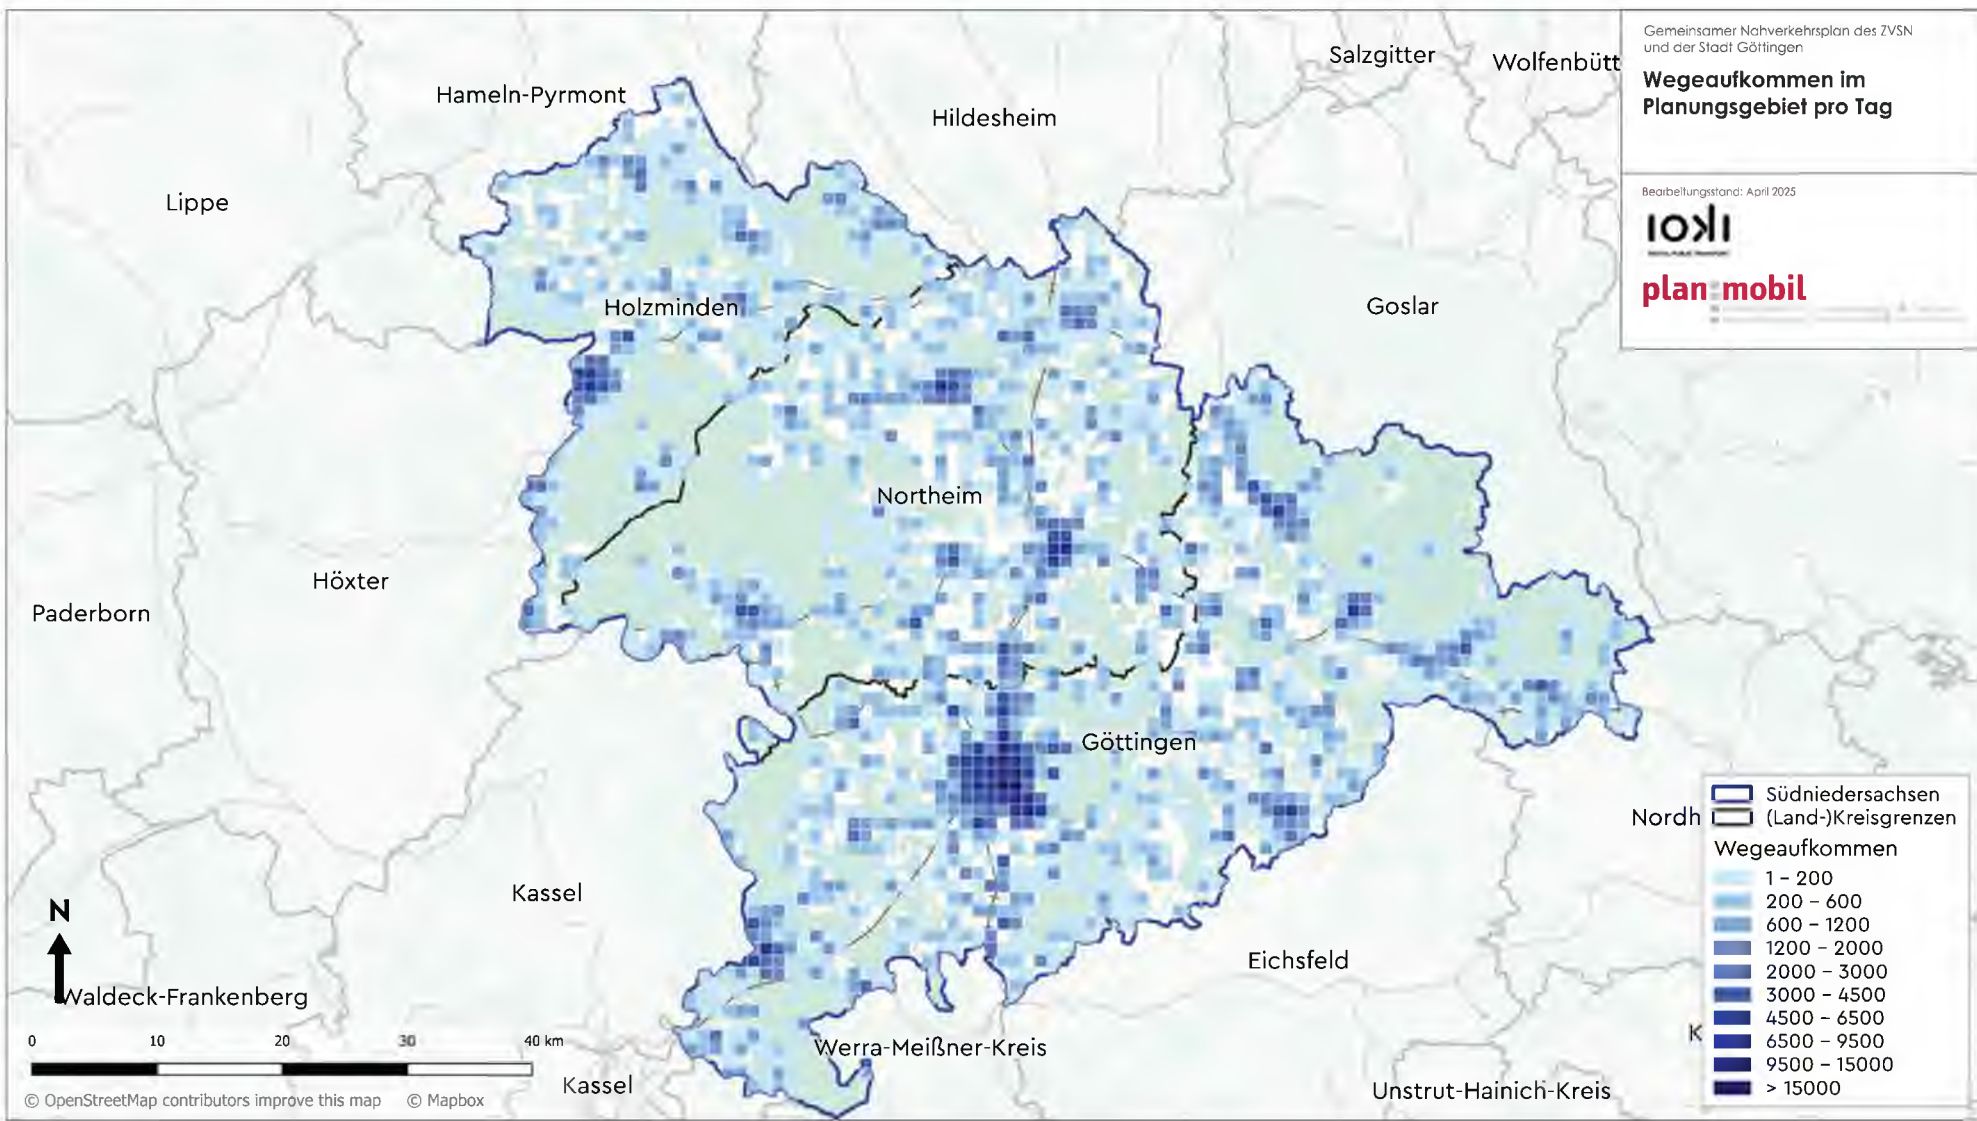 Gemeinsamer Nahverkehrsplan des ZVSN
und der Stadt Göttingen
Wegeaufkommen im
Planungsgebiet pro Tag
Bearbeitungsstand: April 2025
ioki
plan:mobil
Salzgitter
Wolfenbütt
Hameln-Pyrmont
Hildesheim
Lippe
Holzminden
Goslar
Northeim
Höxter
Paderborn
Göttingen
Nordh
Kassel
Eichsfeld
Waldeck-Frankenberg
Werra-Meißner-Kreis
K
Kassel
Unstrut-Hainich-Kreis
N
0 10 20 30 40 km
© OpenStreetMap contributors improve this map © Mapbox
Südniedersachsen
(Land-)Kreisgrenzen
Wegeaufkommen
1 – 200
200 – 600
600 – 1200
1200 – 2000
2000 – 3000
3000 – 4500
4500 – 6500
6500 – 9500
9500 – 15000
> 15000